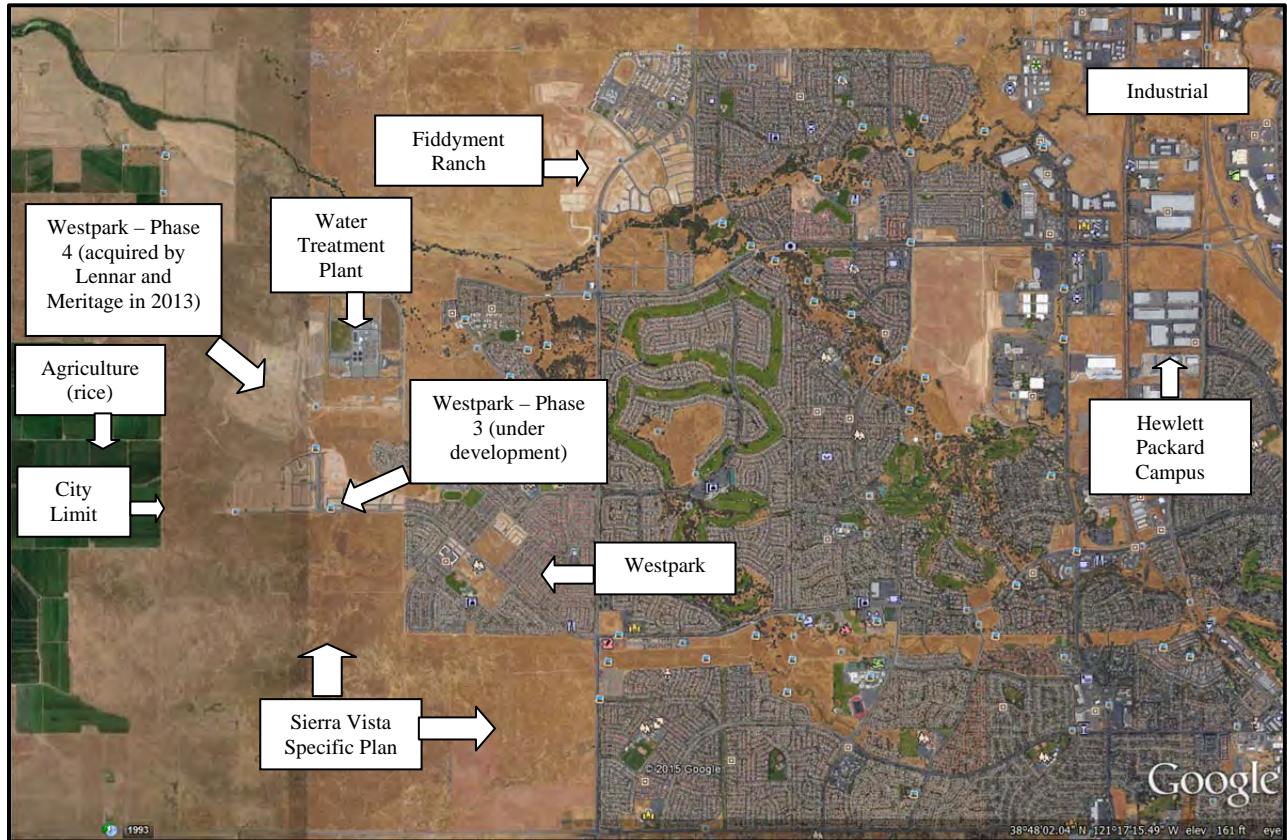 Industrial
Fiddyment
Ranch
Westpark – Phase
4 (acquired by
Lennar and
Meritage in 2013)
Water
Treatment
Plant
Agriculture
(rice)
Westpark – Phase
3 (under
development)
Hewlett
Packard
Campus
City
Limit
Westpark
Sierra Vista
Specific Plan
© 2015 Google
Google
1993
38°48'02.04" N 121°17'15.49" W elev 161 ft eye